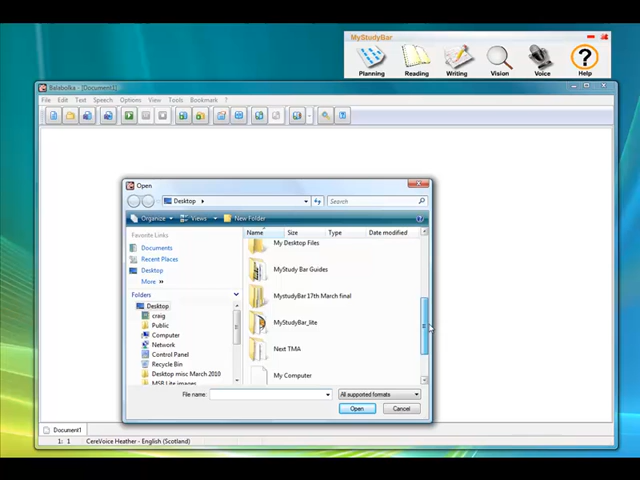 MyStudyBar
Planning Reading Writing Vision Voice Help
Balabolka - [Document1]
File Edit Text Speech Options View Tools Bookmark ?
Open
Desktop
Search
Organize Views New Folder
Favorite Links
Documents
Recent Places
Desktop
More »
Folders
Desktop
craig
Public
Computer
Network
Control Panel
Recycle Bin
Desktop misc March 2010
MSB Lite images
Name Size Type Date modified
My Desktop Files
MyStudy Bar Guides
MystudyBar 17th March final
MyStudyBar_lite
Next TMA
My Computer
File name:
All supported formats
Open Cancel
Document1
1: 1 CereVoice Heather - English (Scotland)